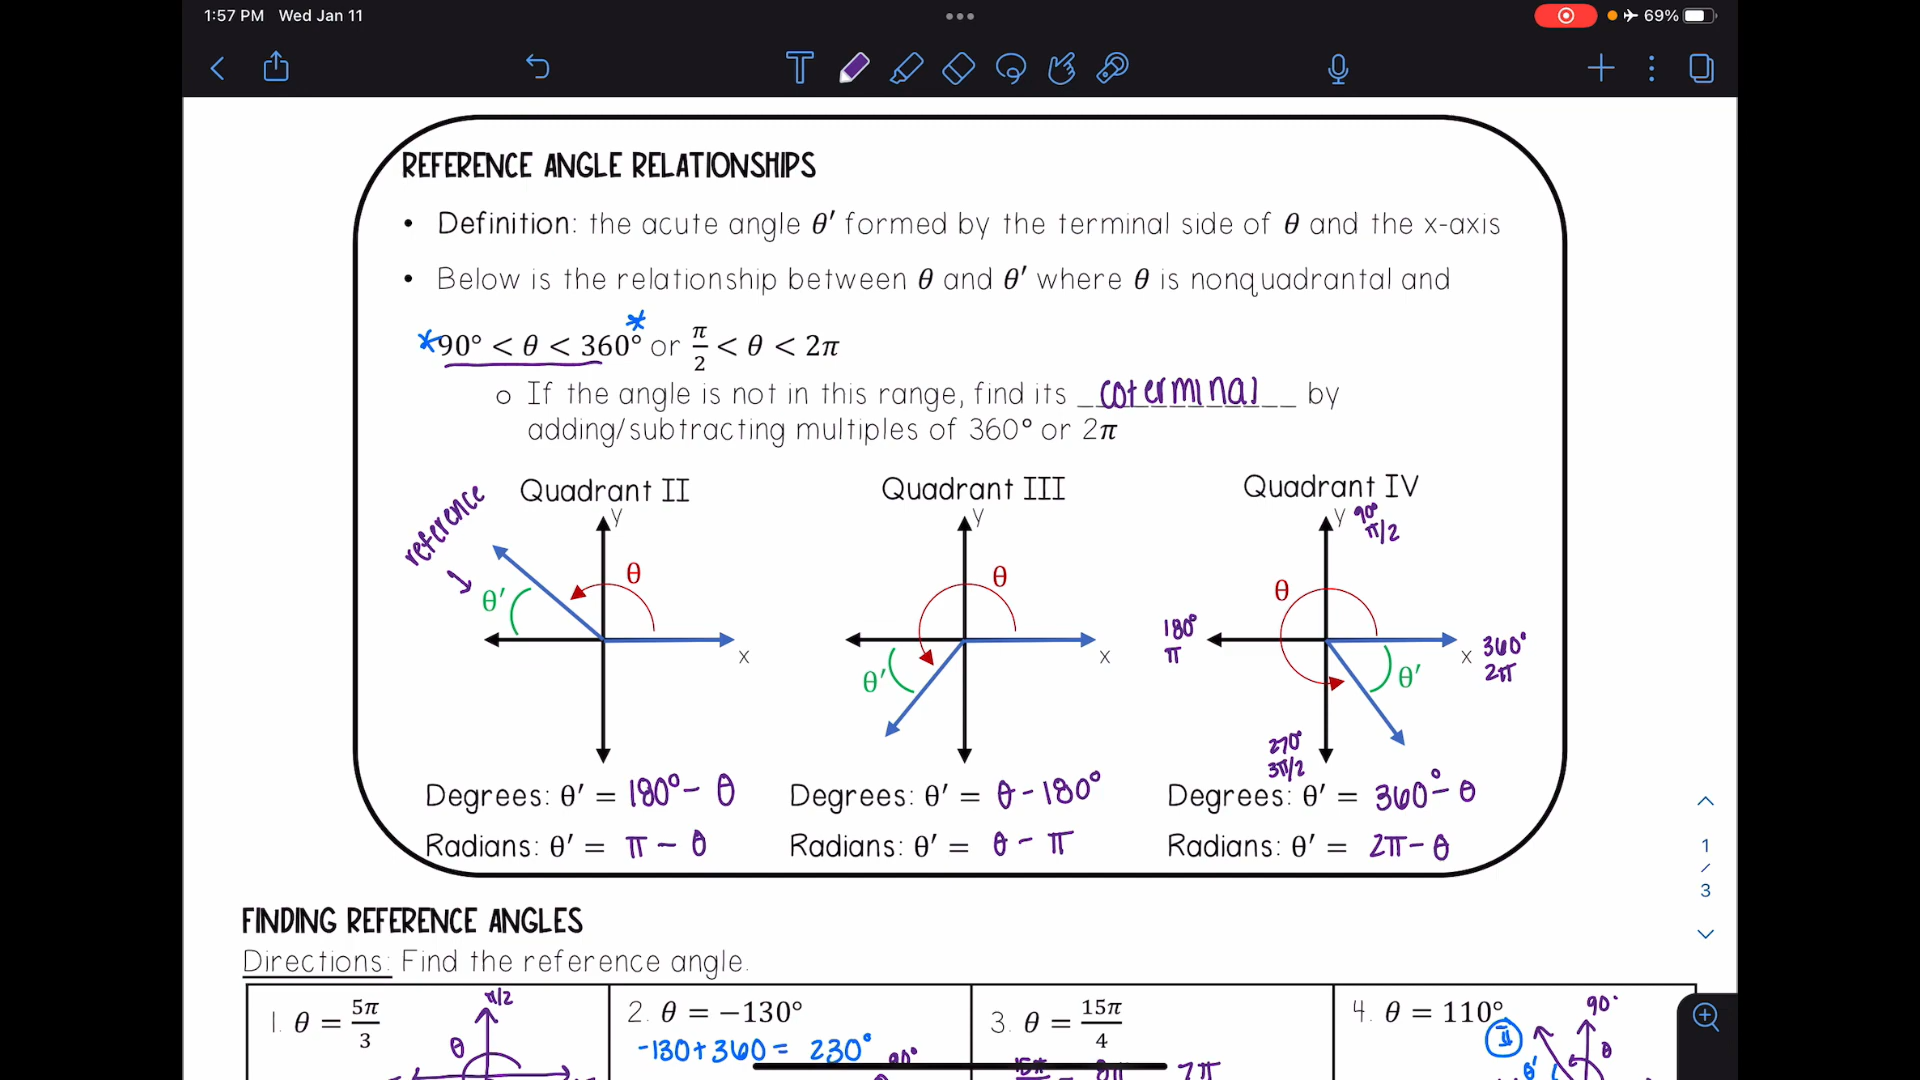 1:57 PM Wed Jan 11
69%
REFERENCE ANGLE RELATIONSHIPS
• Definition: the acute angle θ′ formed by the terminal side of θ and the x-axis
• Below is the relationship between θ and θ′ where θ is nonquadrantal and
*90° < θ < 360°* or π/2 < θ < 2π
o If the angle is not in this range, find its coterminal by
adding/subtracting multiples of 360° or 2π
Quadrant II
Quadrant III
Quadrant IV
reference
y
θ
θ′
x
y
θ
θ′
x
y
90°
π/2
θ
180°
π
x
360°
2π
θ′
270°
3π/2
Degrees: θ′ = 180° - θ
Degrees: θ′ = θ - 180°
Degrees: θ′ = 360° - θ
Radians: θ′ = π - θ
Radians: θ′ = θ - π
Radians: θ′ = 2π - θ
1
/
3
FINDING REFERENCE ANGLES
Directions: Find the reference angle.
1. θ = 5π/3
π/2
θ
2. θ = −130°
-130+360 = 230°
90°
3. θ = 15π/4
7π
4. θ = 110°
II
90°
θ
θ'